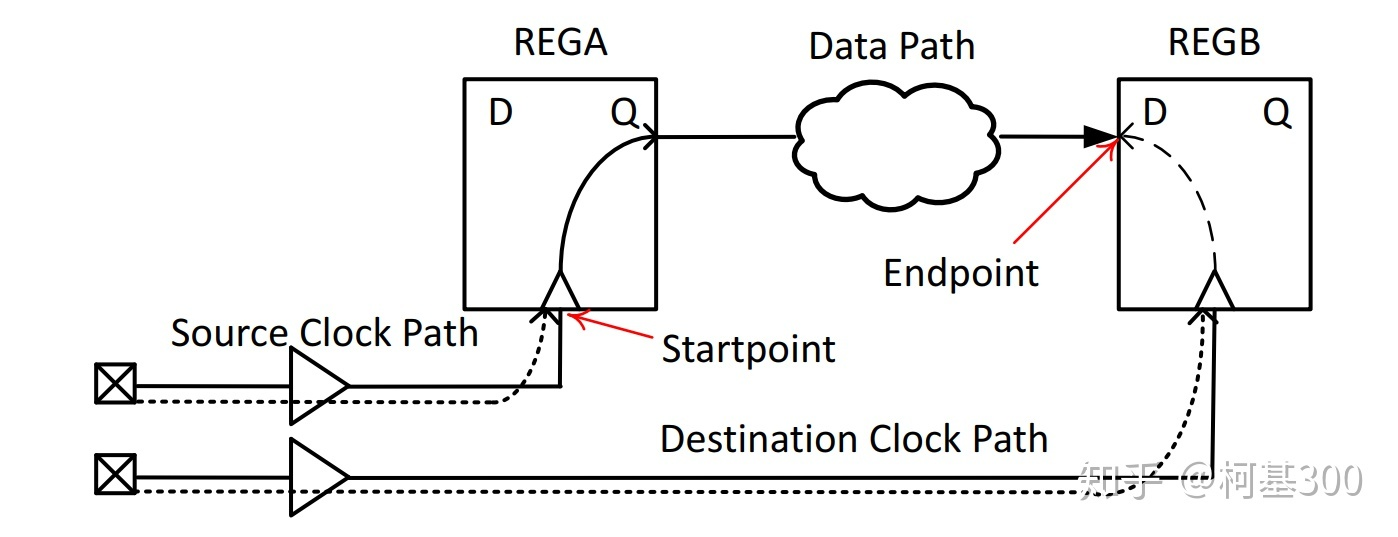 REGA
Data Path
REGB
D
Q
D
Q
Endpoint
Source Clock Path
Startpoint
Destination Clock Path
知乎 @柯基300